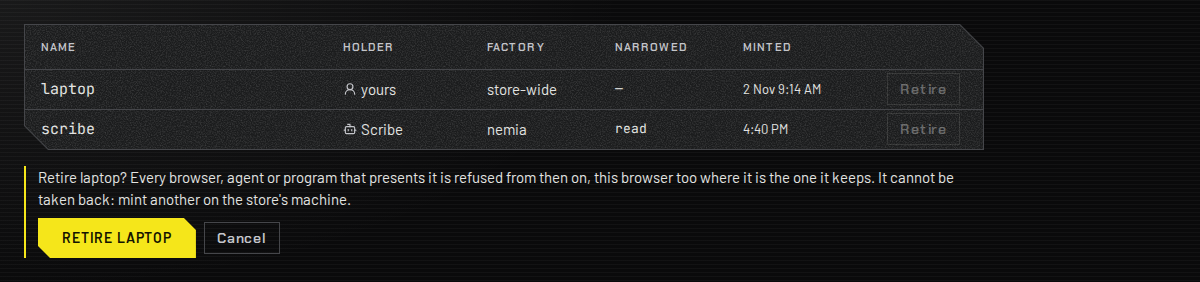 NAME HOLDER FACTORY NARROWED MINTED
laptop yours store-wide – 2 Nov 9:14 AM Retire
scribe Scribe nemia read 4:40 PM Retire
Retire laptop? Every browser, agent or program that presents it is refused from then on, this browser too where it is the one it keeps. It cannot be
taken back: mint another on the store's machine.
RETIRE LAPTOP Cancel